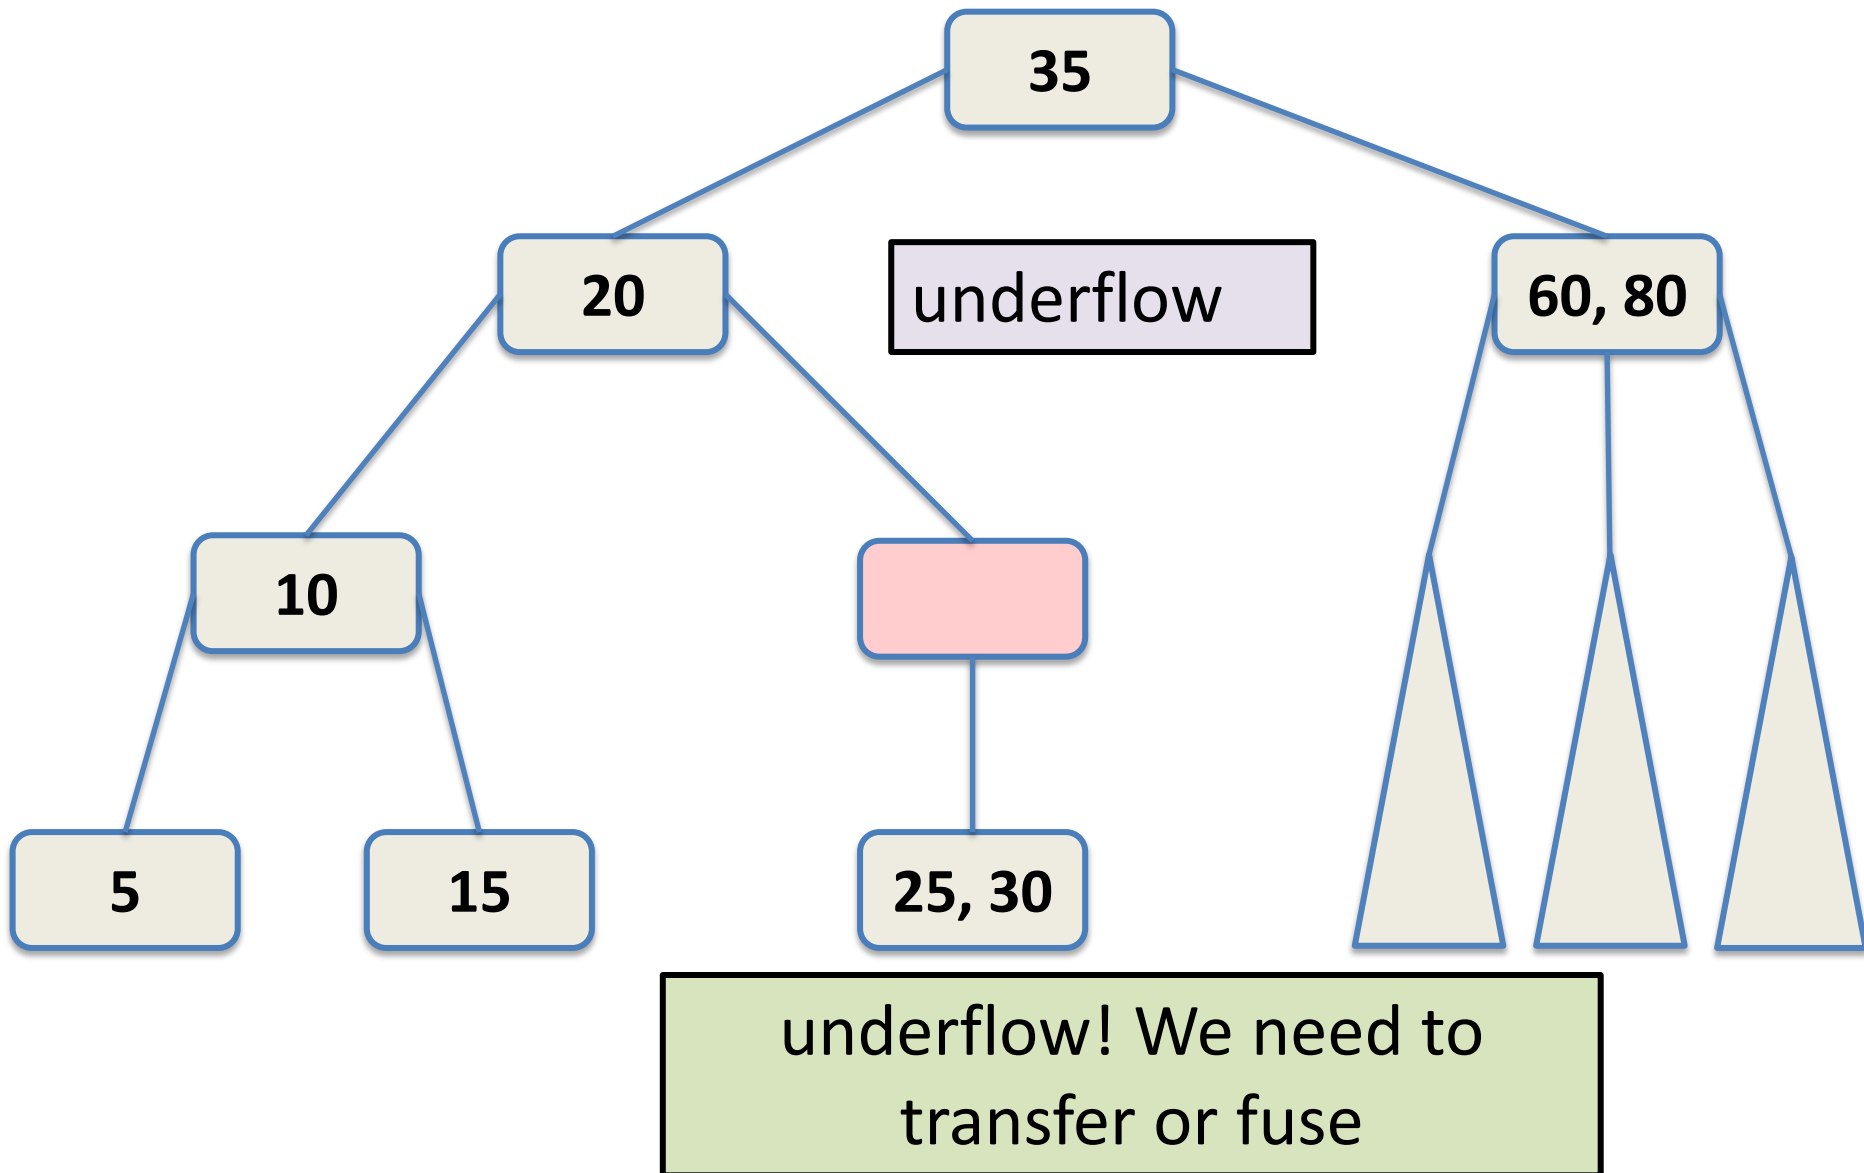 35
20
underflow
60, 80
10
5
15
25, 30
underflow! We need to
transfer or fuse